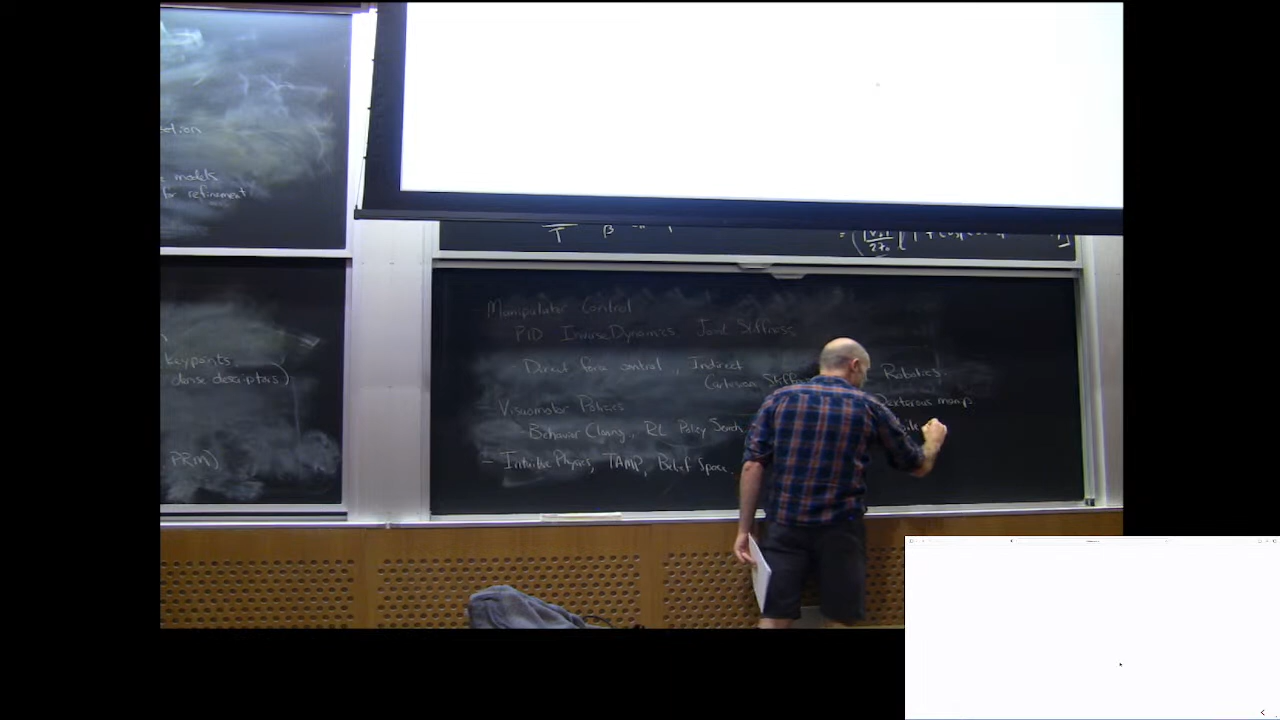 models
for refinement
keypoints
dense descriptors)
PRM)
T β
- Manipulator Control
PID Inverse Dynamics Joint Stiffness
Direct force control, Indirect
Cartesian Stiffness
- Visuomotor Policies
Behavior Cloning, RL Policy Search
- Intuitive Physics, TAMP, Belief Space.
Robotics.
Dexterous manip.